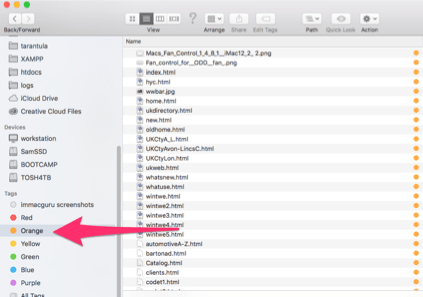 Back/Forward
View
Arrange
Share
Edit Tags
Path
Quick Look
Action
tarantula
XAMPP
htdocs
logs
iCloud Drive
Creative Cloud Files
Devices
workstation
SamSSD
BOOTCAMP
TOSH4TB
Tags
immacguru screenshots
Red
Orange
Yellow
Green
Blue
Purple
All Tags
Name
Macs_Fan_Control_1_4_8_1__iMac12_2_ 2.png
Fan_control_for__ODD__fan_.png
index.html
hyc.html
wwbar.jpg
home.html
ukdirectory.html
new.html
oldhome.html
UKCtyA_L.html
UKCtyAvon-LincsC.html
UKCtyLon.html
ukweb.html
whatsnew.html
whatuse.html
wintwe.html
wintwe2.html
wintwe3.html
wintwe4.html
wintwe5.html
automotiveA-Z.html
bartonad.html
Catalog.html
clients.html
codet1.html